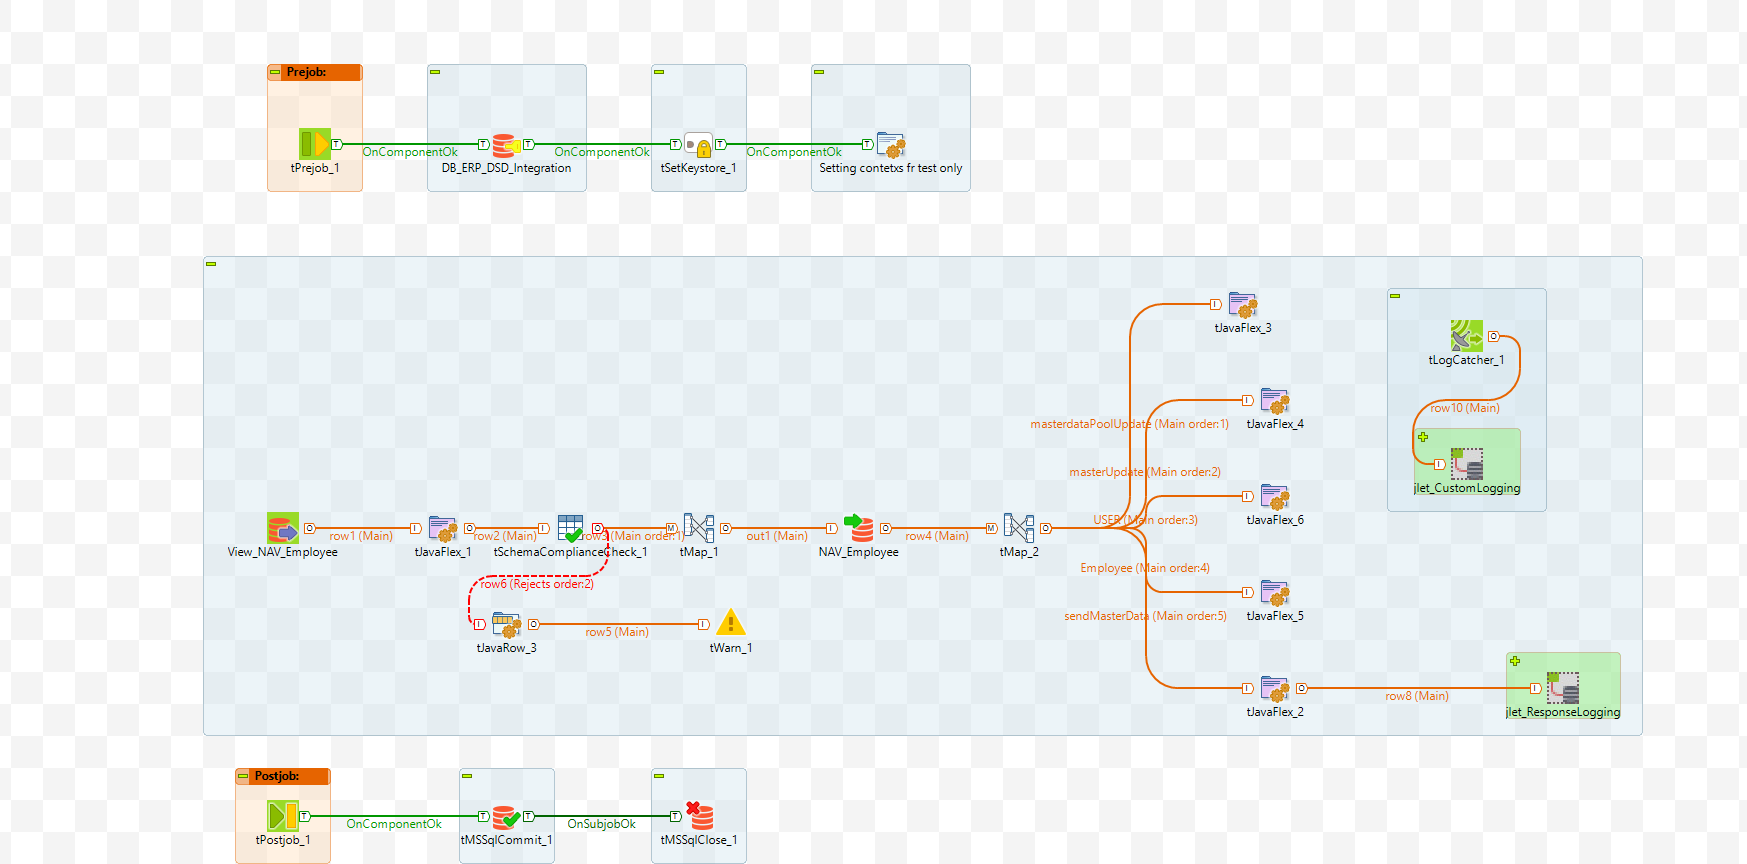 Prejob:
OnComponentOk
OnComponentOk
OnComponentOk
tPrejob_1
DB_ERP_DSD_Integration
tSetKeystore_1
Setting contetxs fr test only
tJavaFlex_3
tLogCatcher_1
row10 (Main)
masterdataPoolUpdate (Main order:1)
tJavaFlex_4
masterUpdate (Main order:2)
jlet_CustomLogging
USER (Main order:3)
tJavaFlex_6
row1 (Main)
row2 (Main)
row3 (Main order:1)
out1 (Main)
row4 (Main)
View_NAV_Employee
tJavaFlex_1
tSchemaComplianceCheck_1
tMap_1
NAV_Employee
tMap_2
Employee (Main order:4)
row6 (Rejects order:2)
sendMasterData (Main order:5)
tJavaFlex_5
row5 (Main)
tJavaRow_3
tWarn_1
row8 (Main)
tJavaFlex_2
jlet_ResponseLogging
Postjob:
OnComponentOk
OnSubjobOk
tPostjob_1
tMSSqlCommit_1
tMSSqlClose_1